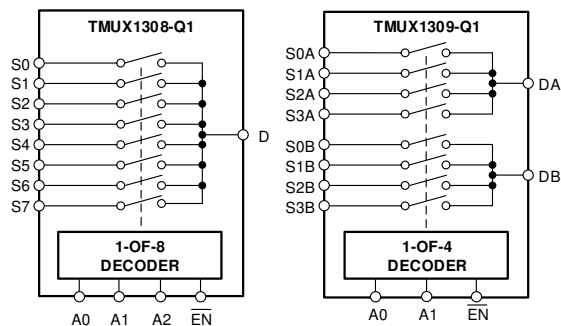 TMUX1308-Q1
S0
S1
S2
S3
S4
S5
S6
S7
D
1-OF-8
DECODER
A0 A1 A2 EN
TMUX1309-Q1
S0A
S1A
S2A
S3A
DA
S0B
S1B
S2B
S3B
DB
1-OF-4
DECODER
A0 A1 EN